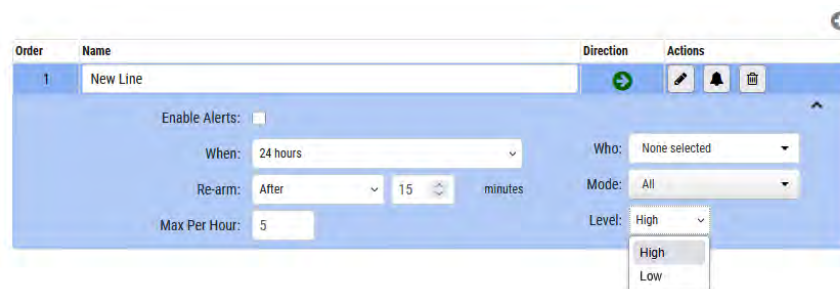 Order Name Direction Actions
1 New Line
Enable Alerts:
When: 24 hours Who: None selected
Re-arm: After 15 minutes Mode: All
Max Per Hour: 5 Level: High
High
Low